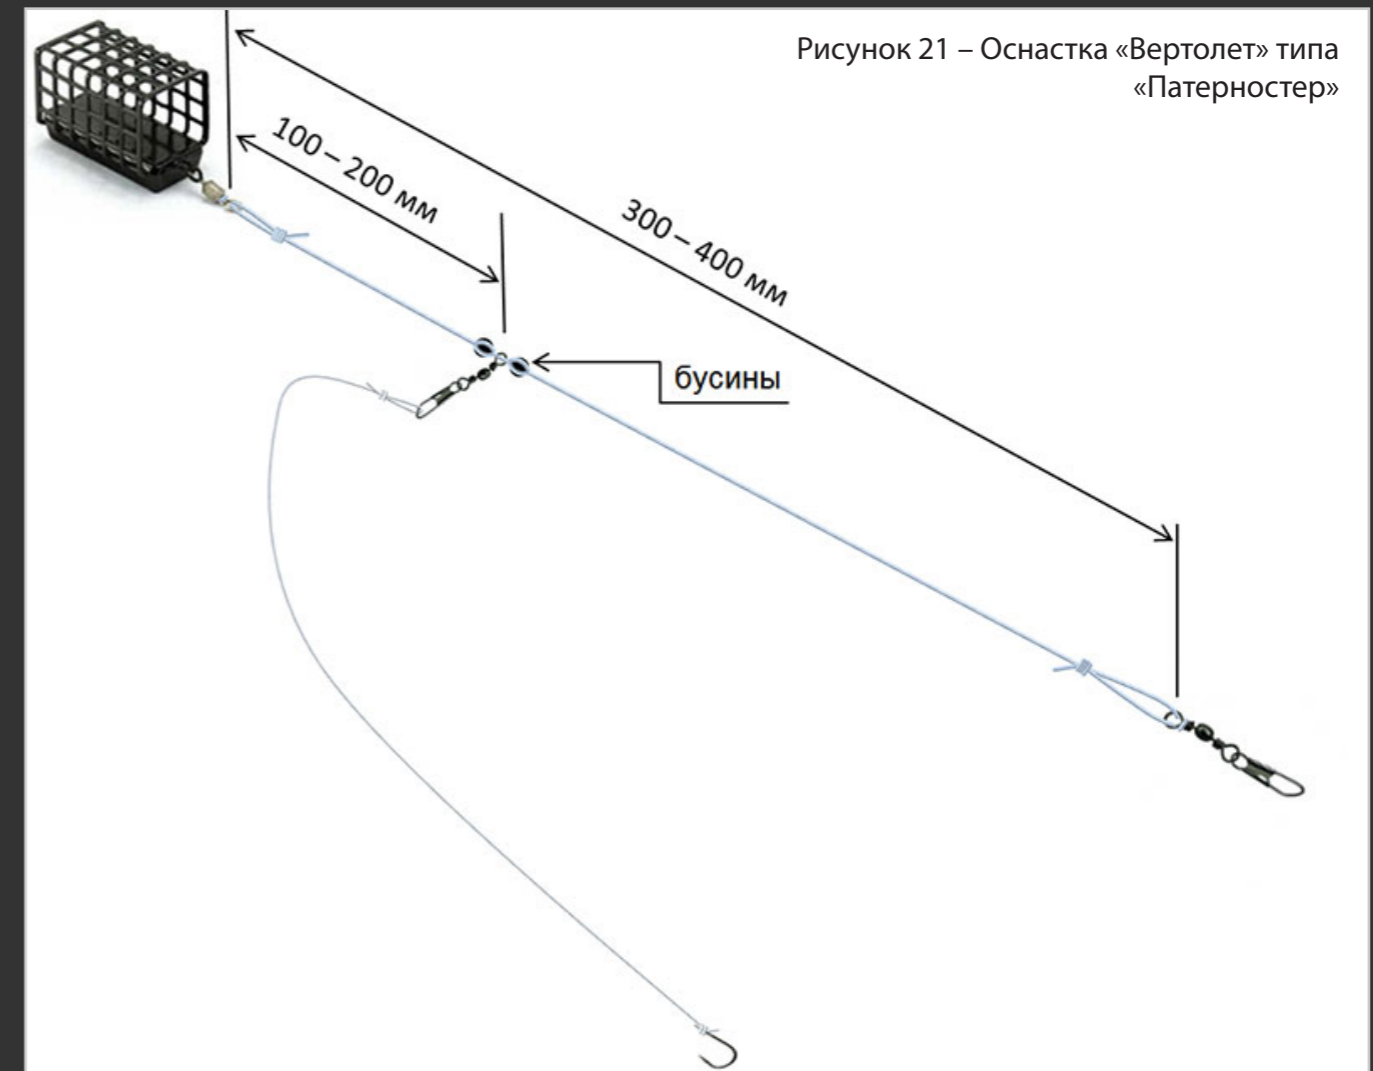 Рисунок 21 – Оснастка «Вертолет» типа
«Патерностер»
100 – 200 мм
300 – 400 мм
бусины